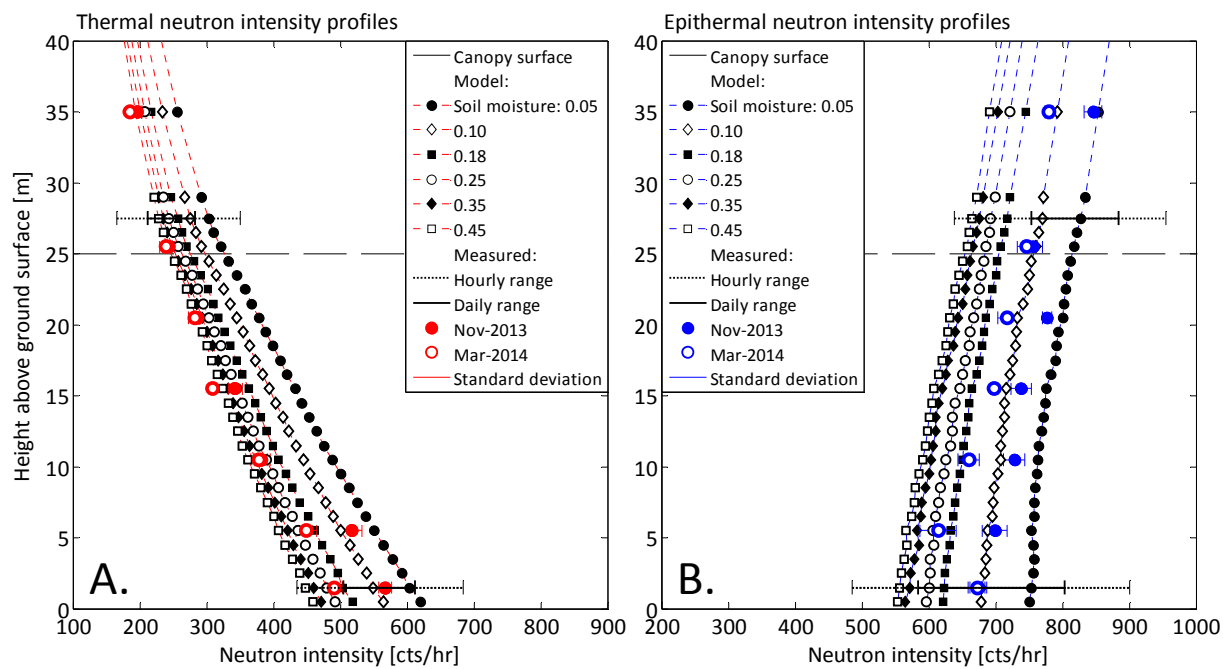 Thermal neutron intensity profiles
Epithermal neutron intensity profiles
Height above ground surface [m]
40
35
30
25
20
15
10
5
0
100 200 300 400 500 600 700 800 900
Neutron intensity [cts/hr]
A.
Canopy surface
Model:
Soil moisture: 0.05
0.10
0.18
0.25
0.35
0.45
Measured:
Hourly range
Daily range
Nov-2013
Mar-2014
Standard deviation
40
35
30
25
20
15
10
5
0
200 300 400 500 600 700 800 900 1000
Neutron intensity [cts/hr]
B.
Canopy surface
Model:
Soil moisture: 0.05
0.10
0.18
0.25
0.35
0.45
Measured:
Hourly range
Daily range
Nov-2013
Mar-2014
Standard deviation